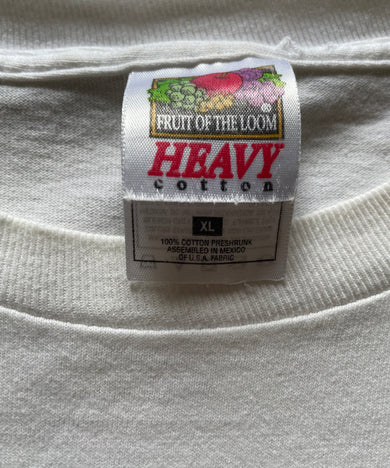 FRUIT OF THE LOOM®
HEAVY
cotton
XL
100% COTTON PRESHRUNK
ASSEMBLED IN MEXICO
OF U.S.A. FABRIC